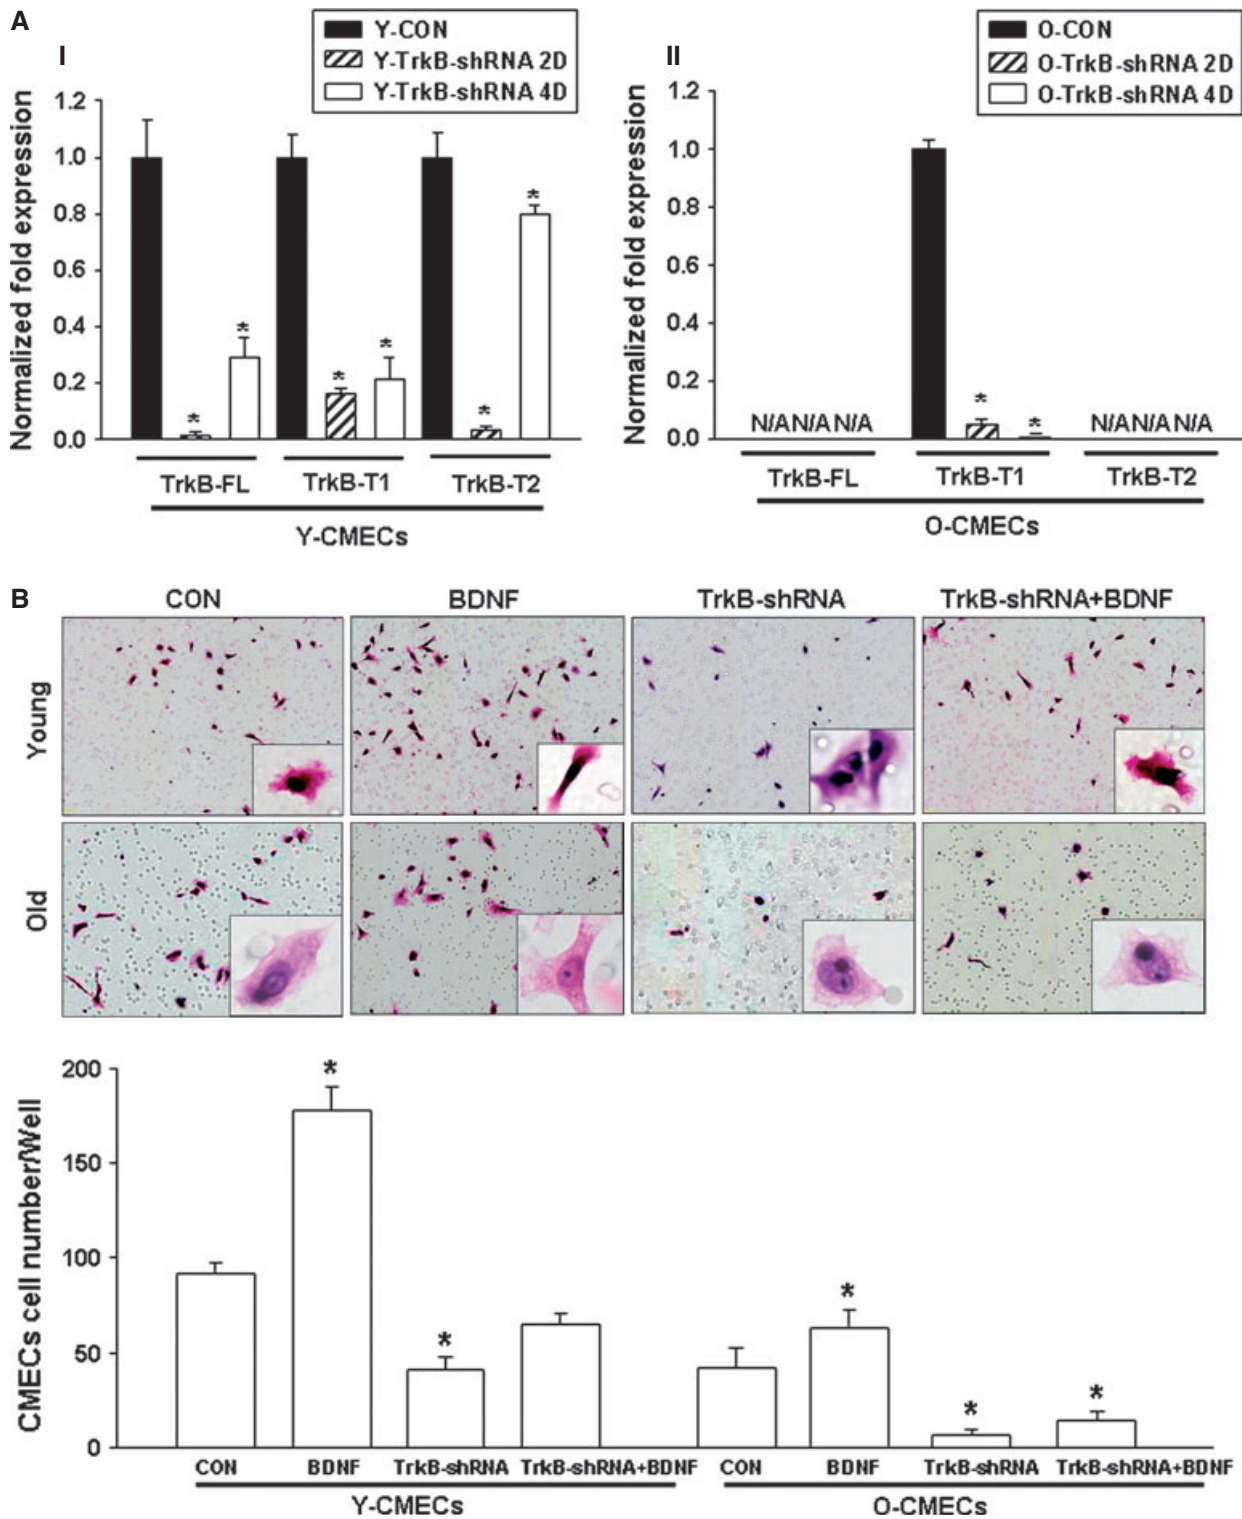 A
I
Y-CON
Y-TrkB-shRNA 2D
Y-TrkB-shRNA 4D
Normalized fold expression
1.2
1.0
0.8
0.6
0.4
0.2
0.0
*
*
*
*
*
*
TrkB-FL TrkB-T1 TrkB-T2
Y-CMECs
II
O-CON
O-TrkB-shRNA 2D
O-TrkB-shRNA 4D
Normalized fold expression
1.2
1.0
0.8
0.6
0.4
0.2
0.0
N/AN/AN/A * * N/AN/AN/A
TrkB-FL TrkB-T1 TrkB-T2
O-CMECs
B
CON BDNF TrkB-shRNA TrkB-shRNA+BDNF
Young
Old
CMECs cell number/Well
200
150
100
50
0
*
*
*
*
*
CON BDNF TrkB-shRNA TrkB-shRNA+BDNF CON BDNF TrkB-shRNA TrkB-shRNA+BDNF
Y-CMECs O-CMECs